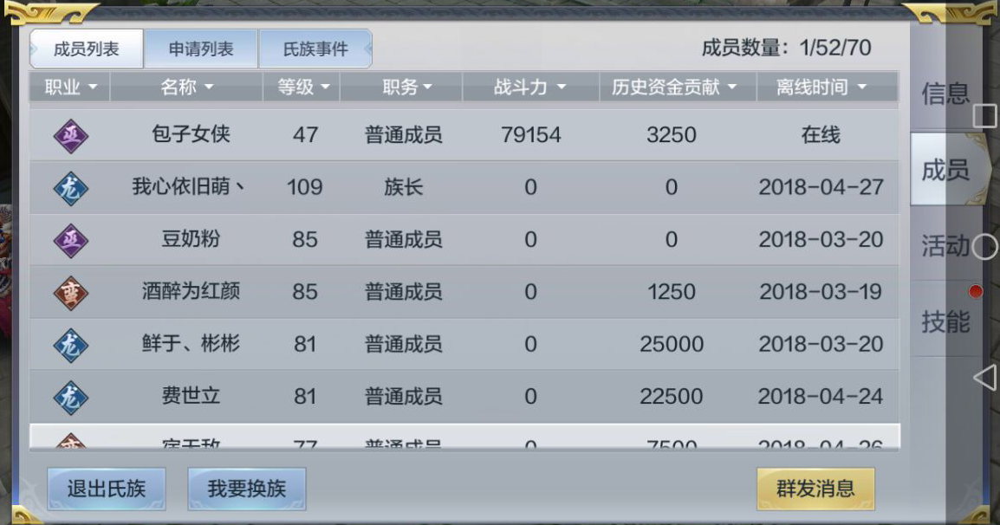 成员列表 申请列表 氏族事件 成员数量：1/52/70
职业 名称 等级 职务 战斗力 历史资金贡献 离线时间
信息
巫 包子女侠 47 普通成员 79154 3250 在线
成员
龙 我心依旧萌丶 109 族长 0 0 2018-04-27
巫 豆奶粉 85 普通成员 0 0 2018-03-20
活动
蛮 酒醉为红颜 85 普通成员 0 1250 2018-03-19
技能
龙 鲜于、彬彬 81 普通成员 0 25000 2018-03-20
龙 费世立 81 普通成员 0 22500 2018-04-24
77 普通成员 0 7500 2018-04-26
退出氏族 我要换族 群发消息